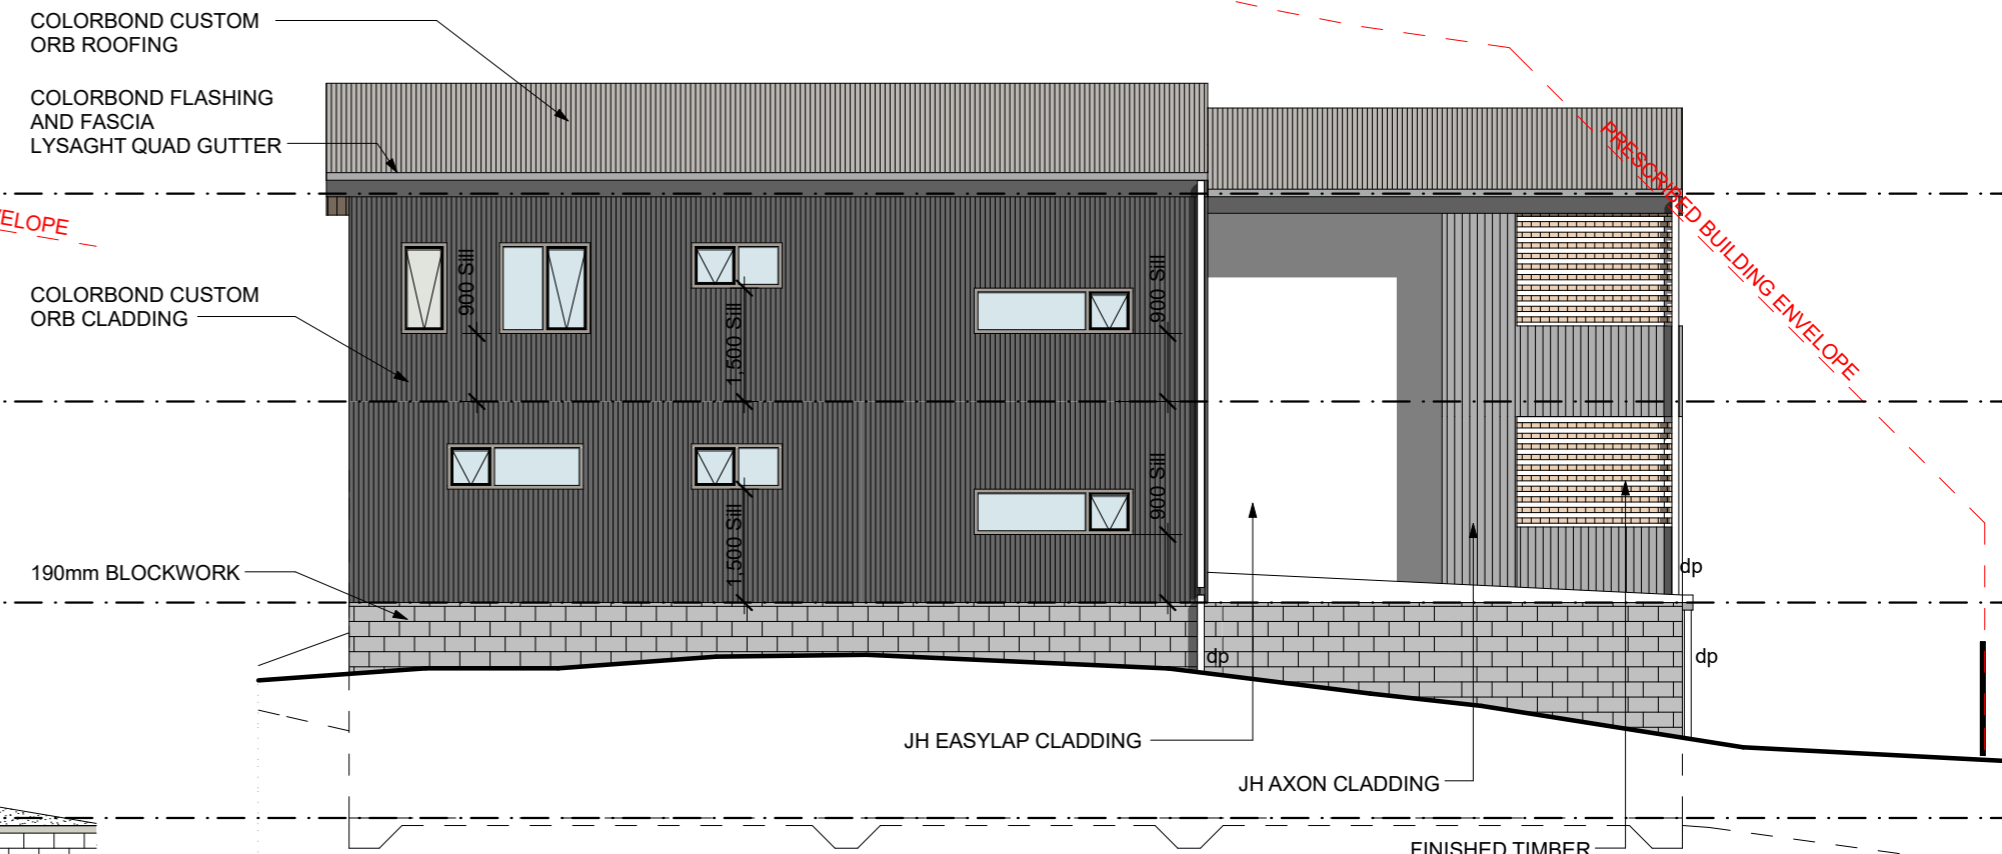 COLORBOND CUSTOM
ORB ROOFING
COLORBOND FLASHING
AND FASCIA
LYSAGHT QUAD GUTTER
PRESCRIBED BUILDING ENVELOPE
VELOPE
COLORBOND CUSTOM
ORB CLADDING
900 Sill
1,500 Sill
900 Sill
1,500 Sill
900 Sill
190mm BLOCKWORK
dp
dp
dp
JH EASYLAP CLADDING
JH AXON CLADDING
FINISHED TIMBER